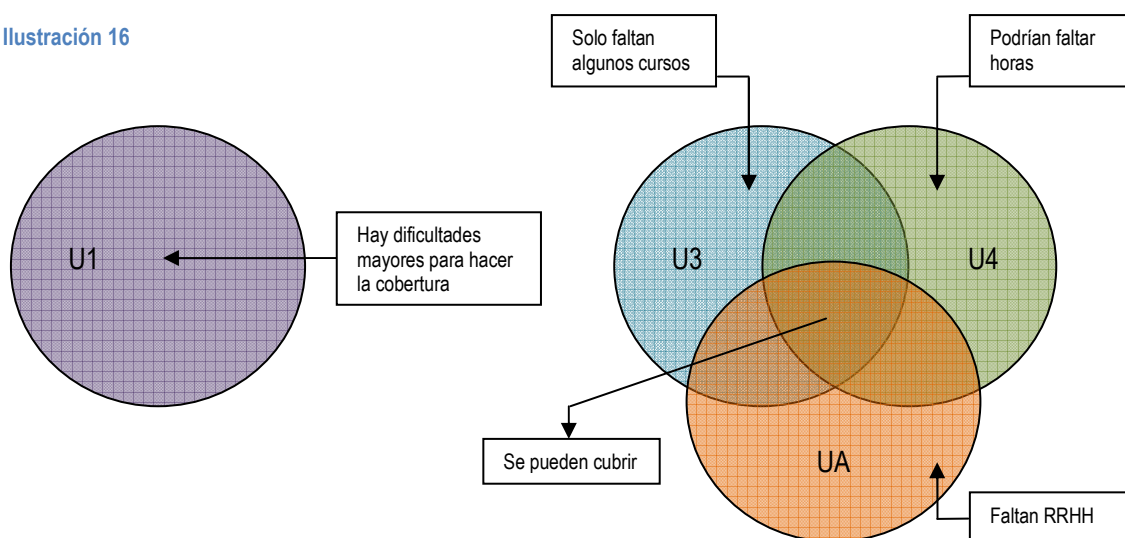 Ilustración 16
Solo faltan
algunos cursos
Podrían faltar
horas
U1
Hay dificultades
mayores para hacer
la cobertura
U3
U4
Se pueden cubrir
UA
Faltan RRHH